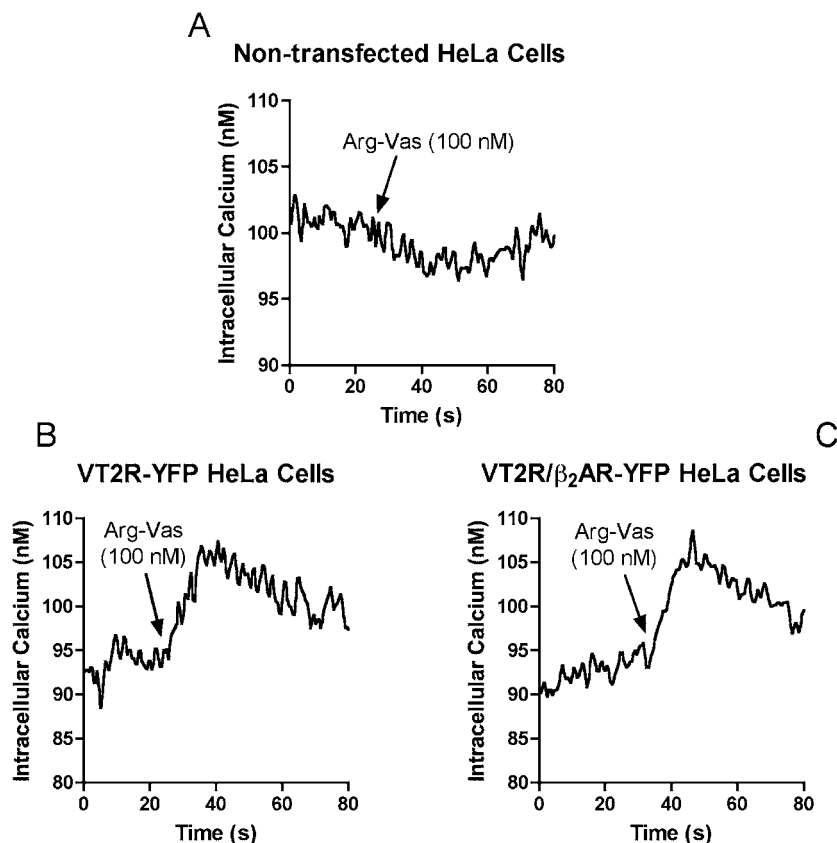 A
Non-transfected HeLa Cells
Intracellular Calcium (nM)
110
105
100
95
90
Arg-Vas (100 nM)
0 20 40 60 80
Time (s)
B
VT2R-YFP HeLa Cells
Intracellular Calcium (nM)
110
105
100
95
90
85
80
Arg-Vas
(100 nM)
0 20 40 60 80
Time (s)
C
VT2R/β₂AR-YFP HeLa Cells
Intracellular Calcium (nM)
110
105
100
95
90
85
80
Arg-Vas
(100 nM)
0 20 40 60 80
Time (s)